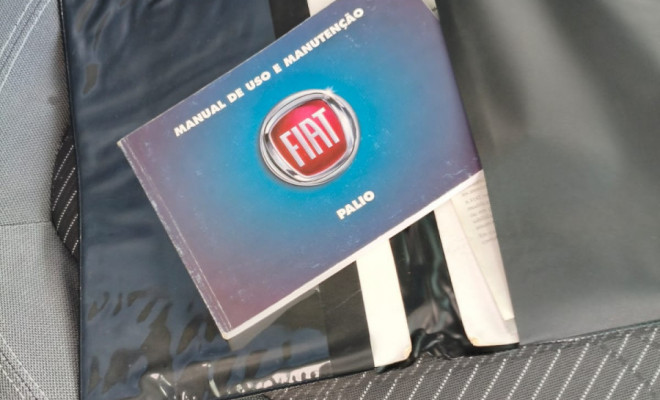 MANUAL DE USO E MANUTENÇÃO
FIAT
PALIO